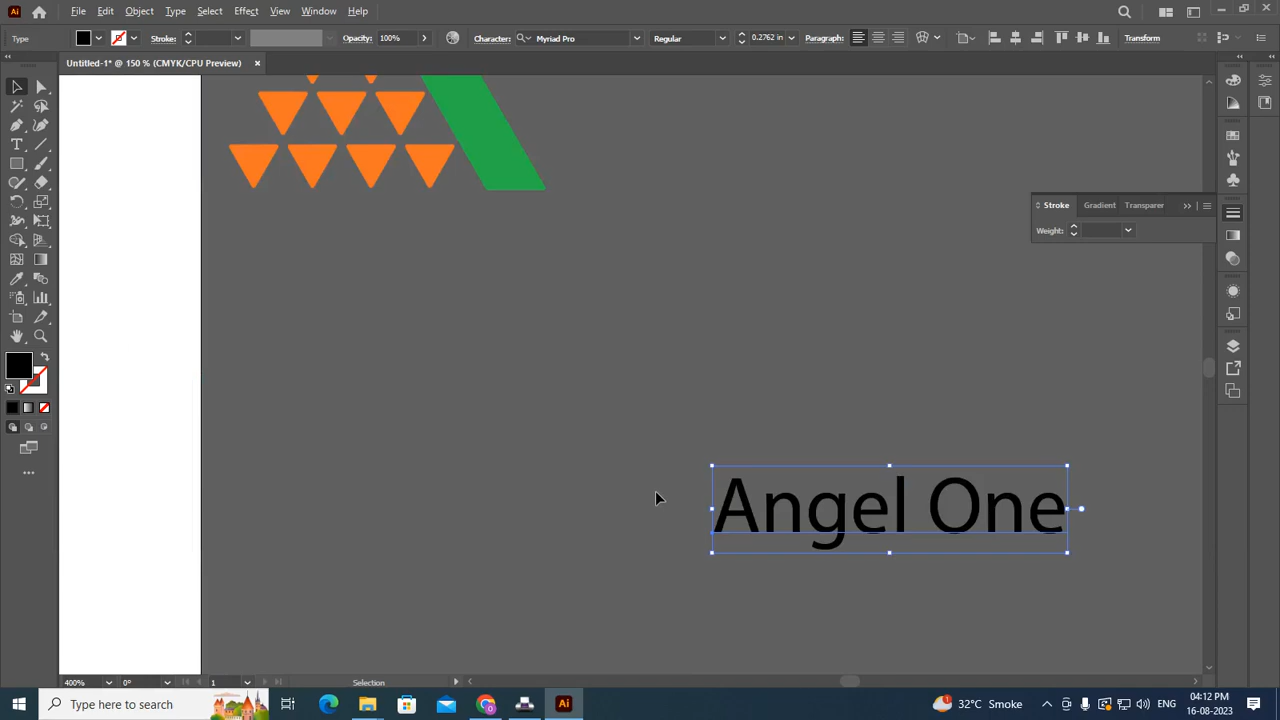 Ai File Edit Object Type Select Effect View Window Help
Type Stroke: Opacity: 100% Character: Myriad Pro Regular 0.2762 in Paragraph: Transform
Untitled-1* @ 150 % (CMYK/CPU Preview) ×
Stroke Gradient Transparer
Weight:
Angel One
400% 0° 1 Selection
Type here to search Ai 32°C Smoke ENG 04:12 PM
16-08-2023